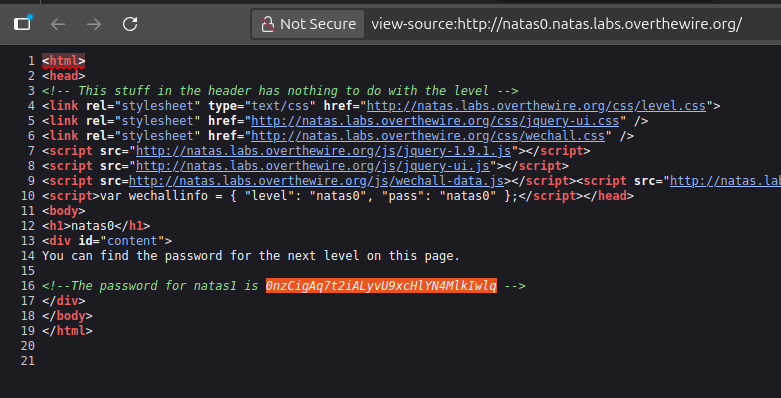 Not Secure view-source:http://natas0.natas.labs.overthewire.org/
1 <html>
2 <head>
3 <!-- This stuff in the header has nothing to do with the level -->
4 <link rel="stylesheet" type="text/css" href="http://natas.labs.overthewire.org/css/level.css">
5 <link rel="stylesheet" href="http://natas.labs.overthewire.org/css/jquery-ui.css" />
6 <link rel="stylesheet" href="http://natas.labs.overthewire.org/css/wechall.css" />
7 <script src="http://natas.labs.overthewire.org/js/jquery-1.9.1.js"></script>
8 <script src="http://natas.labs.overthewire.org/js/jquery-ui.js"></script>
9 <script src=http://natas.labs.overthewire.org/js/wechall-data.js></script><script src="http://natas.la
10 <script>var wechallinfo = { "level": "natas0", "pass": "natas0" };</script></head>
11 <body>
12 <h1>natas0</h1>
13 <div id="content">
14 You can find the password for the next level on this page.
15
16 <!--The password for natas1 is 0nzCigAq7t2iALyvU9xcHlYN4MlkIwlq -->
17 </div>
18 </body>
19 </html>
20
21